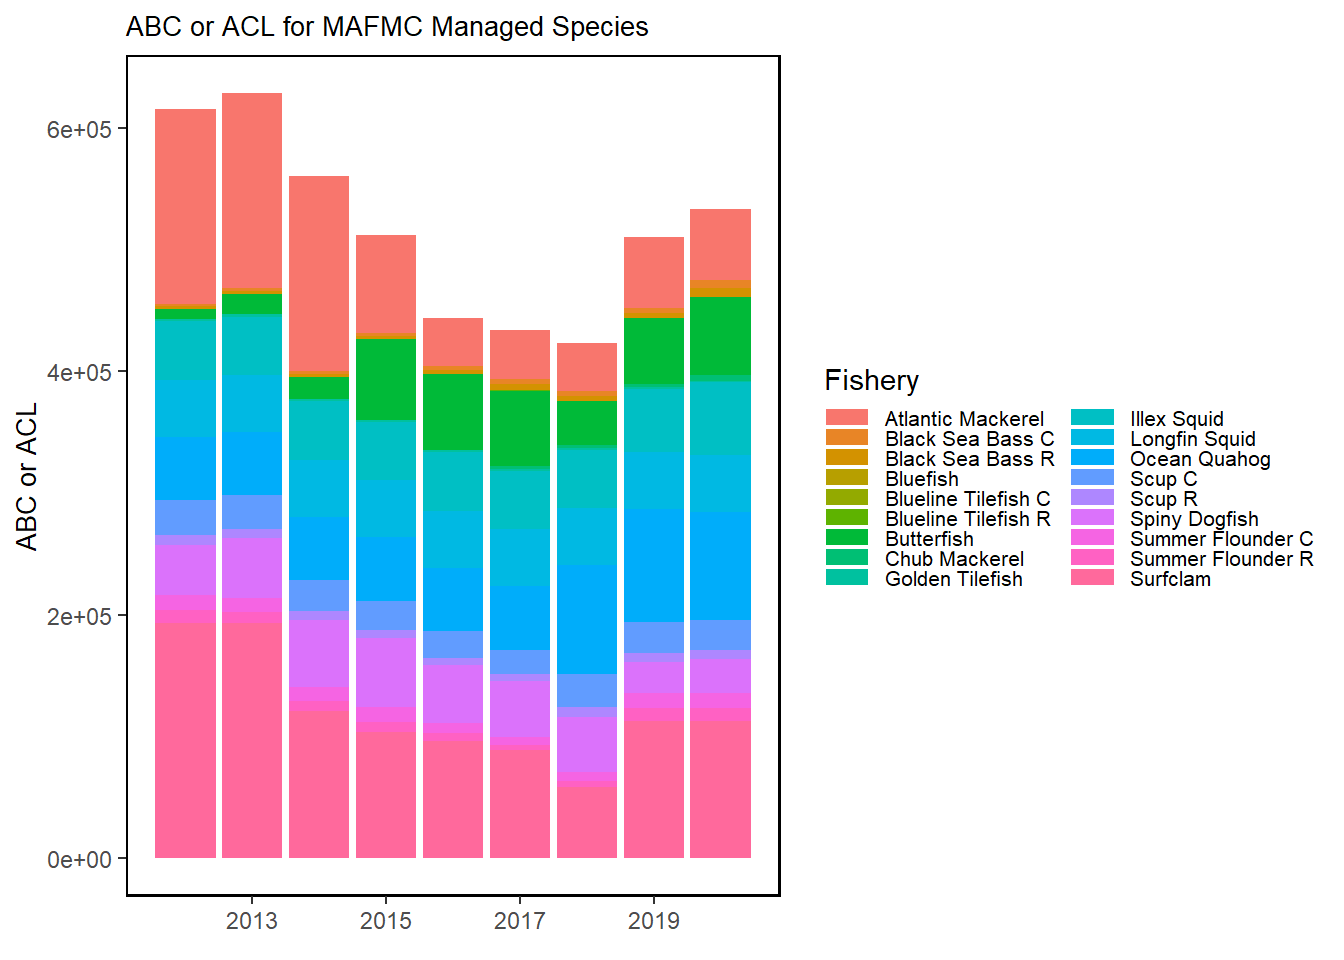 ABC or ACL for MAFMC Managed Species
ABC or ACL
6e+05
4e+05
2e+05
0e+00
2013
2015
2017
2019
Fishery
Atlantic Mackerel
Black Sea Bass C
Black Sea Bass R
Bluefish
Blueline Tilefish C
Blueline Tilefish R
Butterfish
Chub Mackerel
Golden Tilefish
Illex Squid
Longfin Squid
Ocean Quahog
Scup C
Scup R
Spiny Dogfish
Summer Flounder C
Summer Flounder R
Surfclam